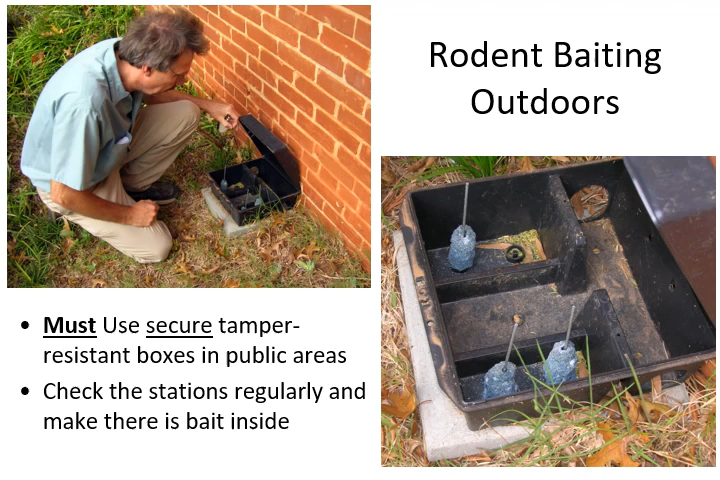 Rodent Baiting
Outdoors
• Must Use secure tamper-
resistant boxes in public areas
• Check the stations regularly and
make there is bait inside